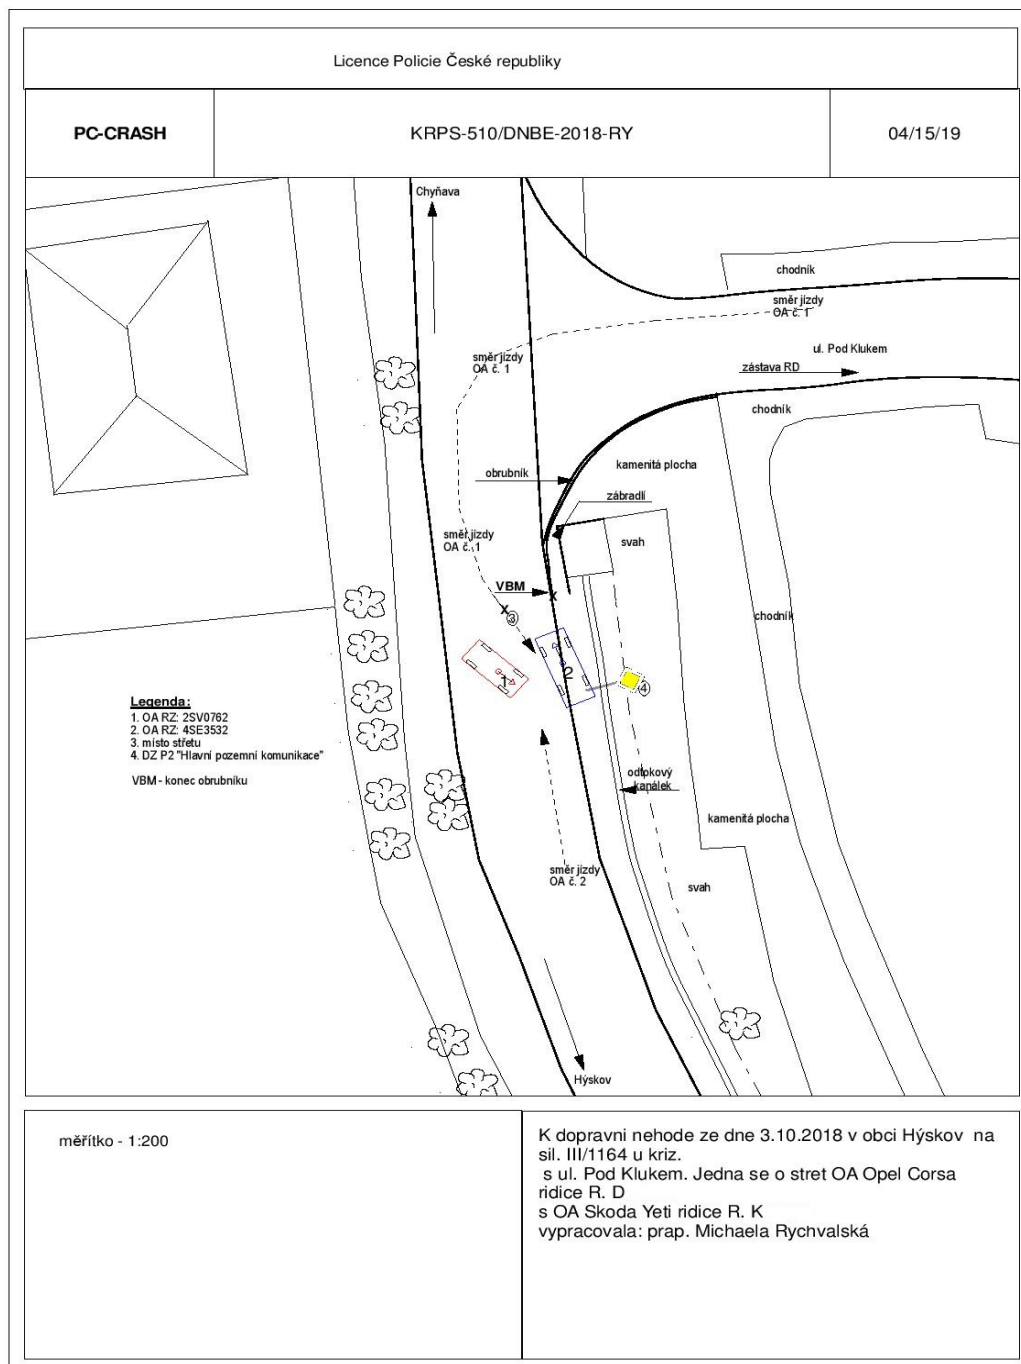 Licence Policie České republiky
PC-CRASH
KRPS-510/DNBE-2018-RY
04/15/19
Chyňava
chodník
směr jízdy
OA č. 1
ul. Pod Klukem
směr jízdy
OA č. 1
zástava RD
chodník
kamenitá plocha
obrubník
zábradlí
směr jízdy
OA č. 1
svah
VBM
x
x
3
chodník
1
2
4
Legenda:
1. OA RZ: 2SV0762
2. OA RZ: 4SE3532
3. místo střetu
4. DZ P2 "Hlavní pozemní komunikace"
VBM - konec obrubníku
odtokový
kanálek
kamenitá plocha
směr jízdy
OA č. 2
svah
Hýskov
měřítko - 1:200
K dopravni nehode ze dne 3.10.2018 v obci Hýskov na
sil. III/1164 u kriz.
s ul. Pod Klukem. Jedna se o stret OA Opel Corsa
ridice R. D
s OA Skoda Yeti ridice R. K
vypracovala: prap. Michaela Rychvalská